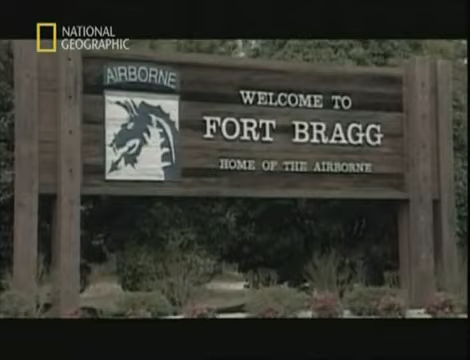 NATIONAL
GEOGRAPHIC
AIRBORNE
WELCOME TO
FORT BRAGG
HOME OF THE AIRBORNE